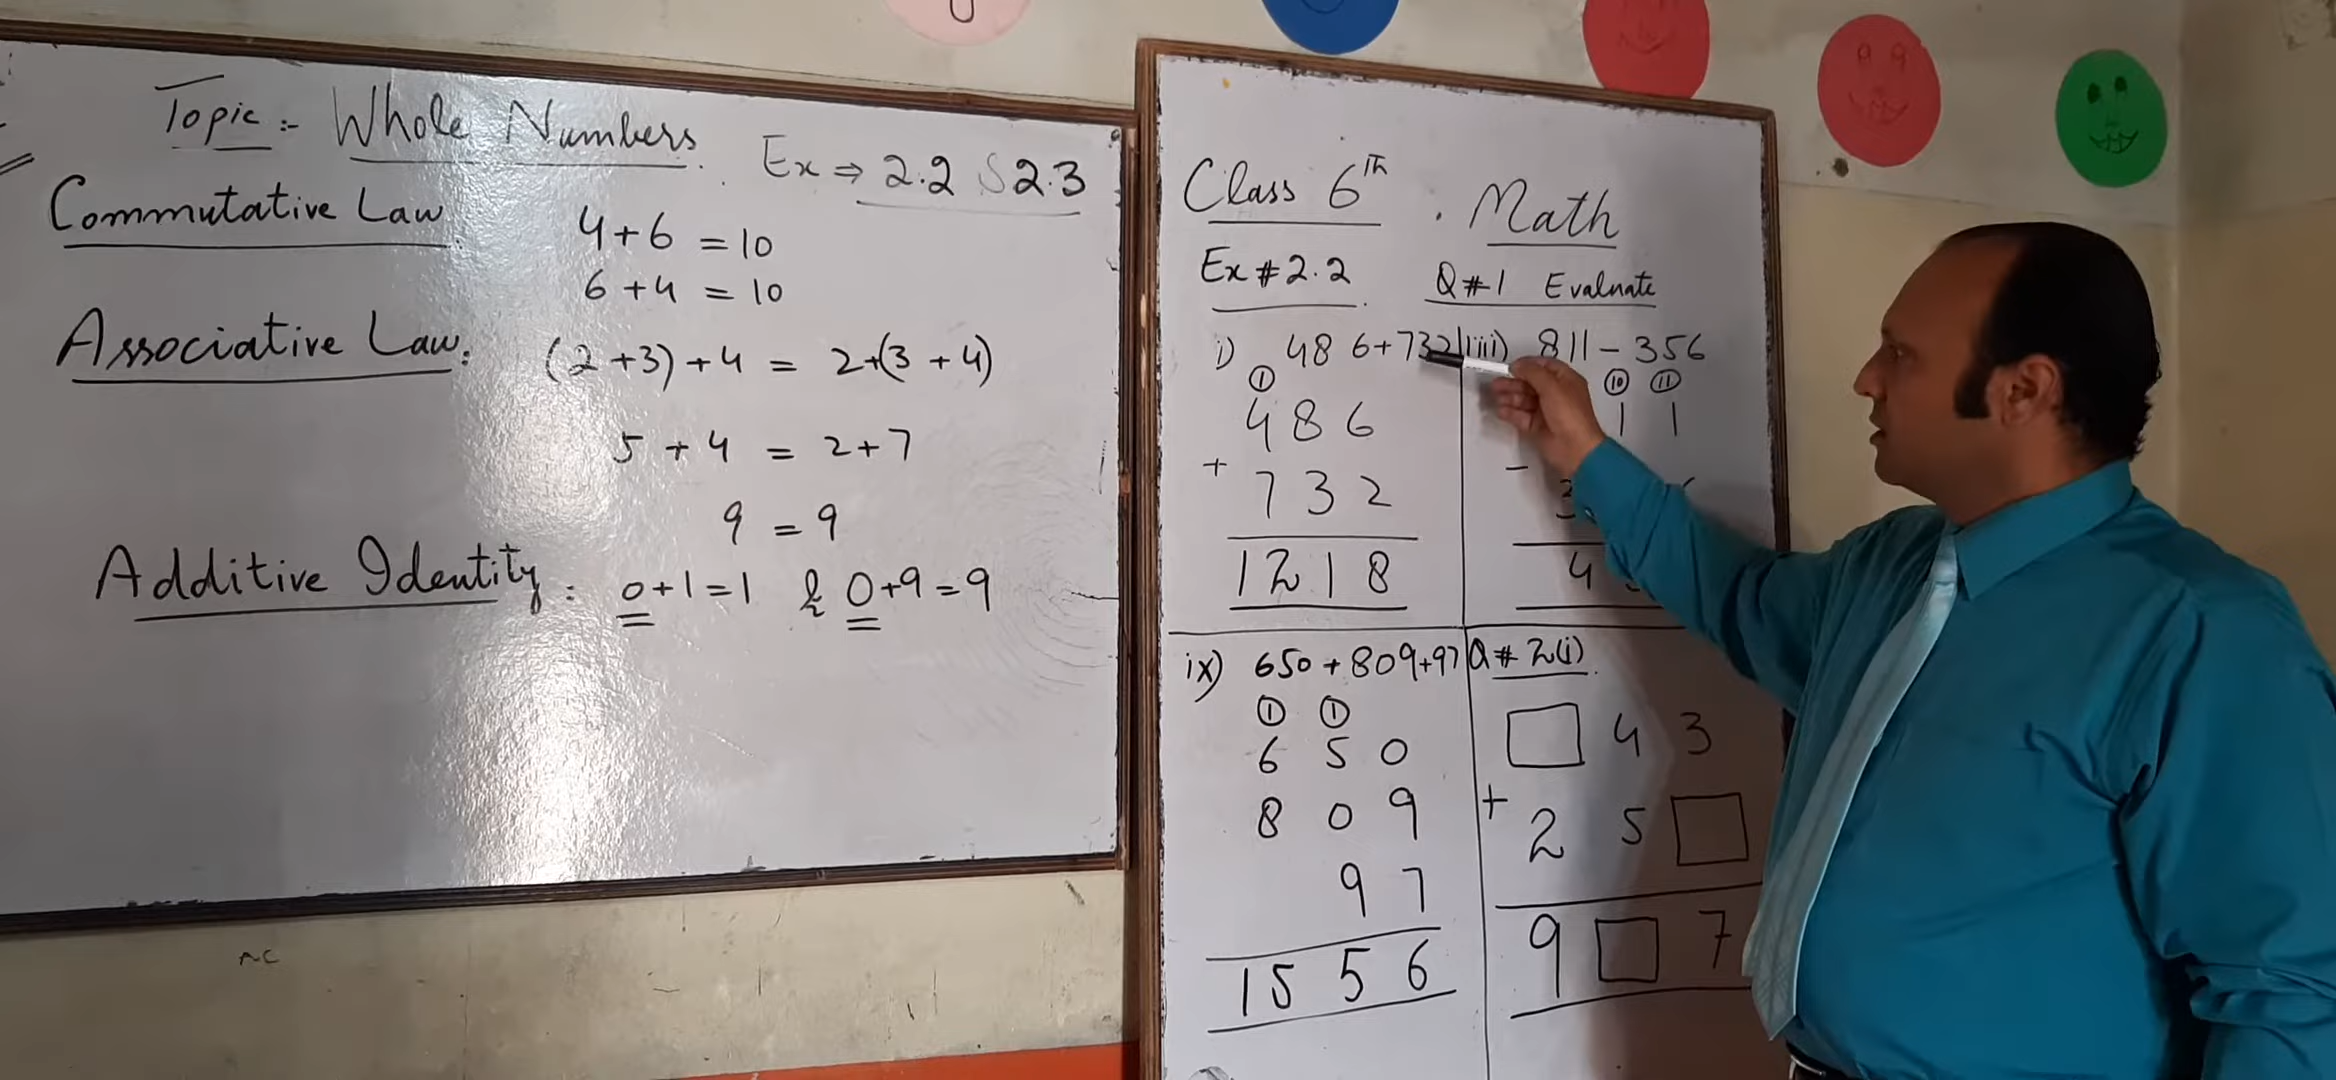 Topic:- Whole Numbers.
Ex ⇒ 2.2 2.3
Commutative Law
4+6 = 10
6+4 = 10
Associative Law:
(2+3)+4 = 2+(3+4)
5+4 = 2+7
9 = 9
Additive Identity:
0+1=1 & 0+9=9
Class 6th
Math
Ex # 2.2
Q#1 Evaluate
i) 486+732
① 
486
+
732
1218
iii) 811-356
⑩ ⑪
1 1
-
3
4
ix) 650+809+97
① ①
6 5 0
8 0 9
9 7
15 5 6
Q # 2(i)
□ 4 3
+
2 5 □
9 □ 7